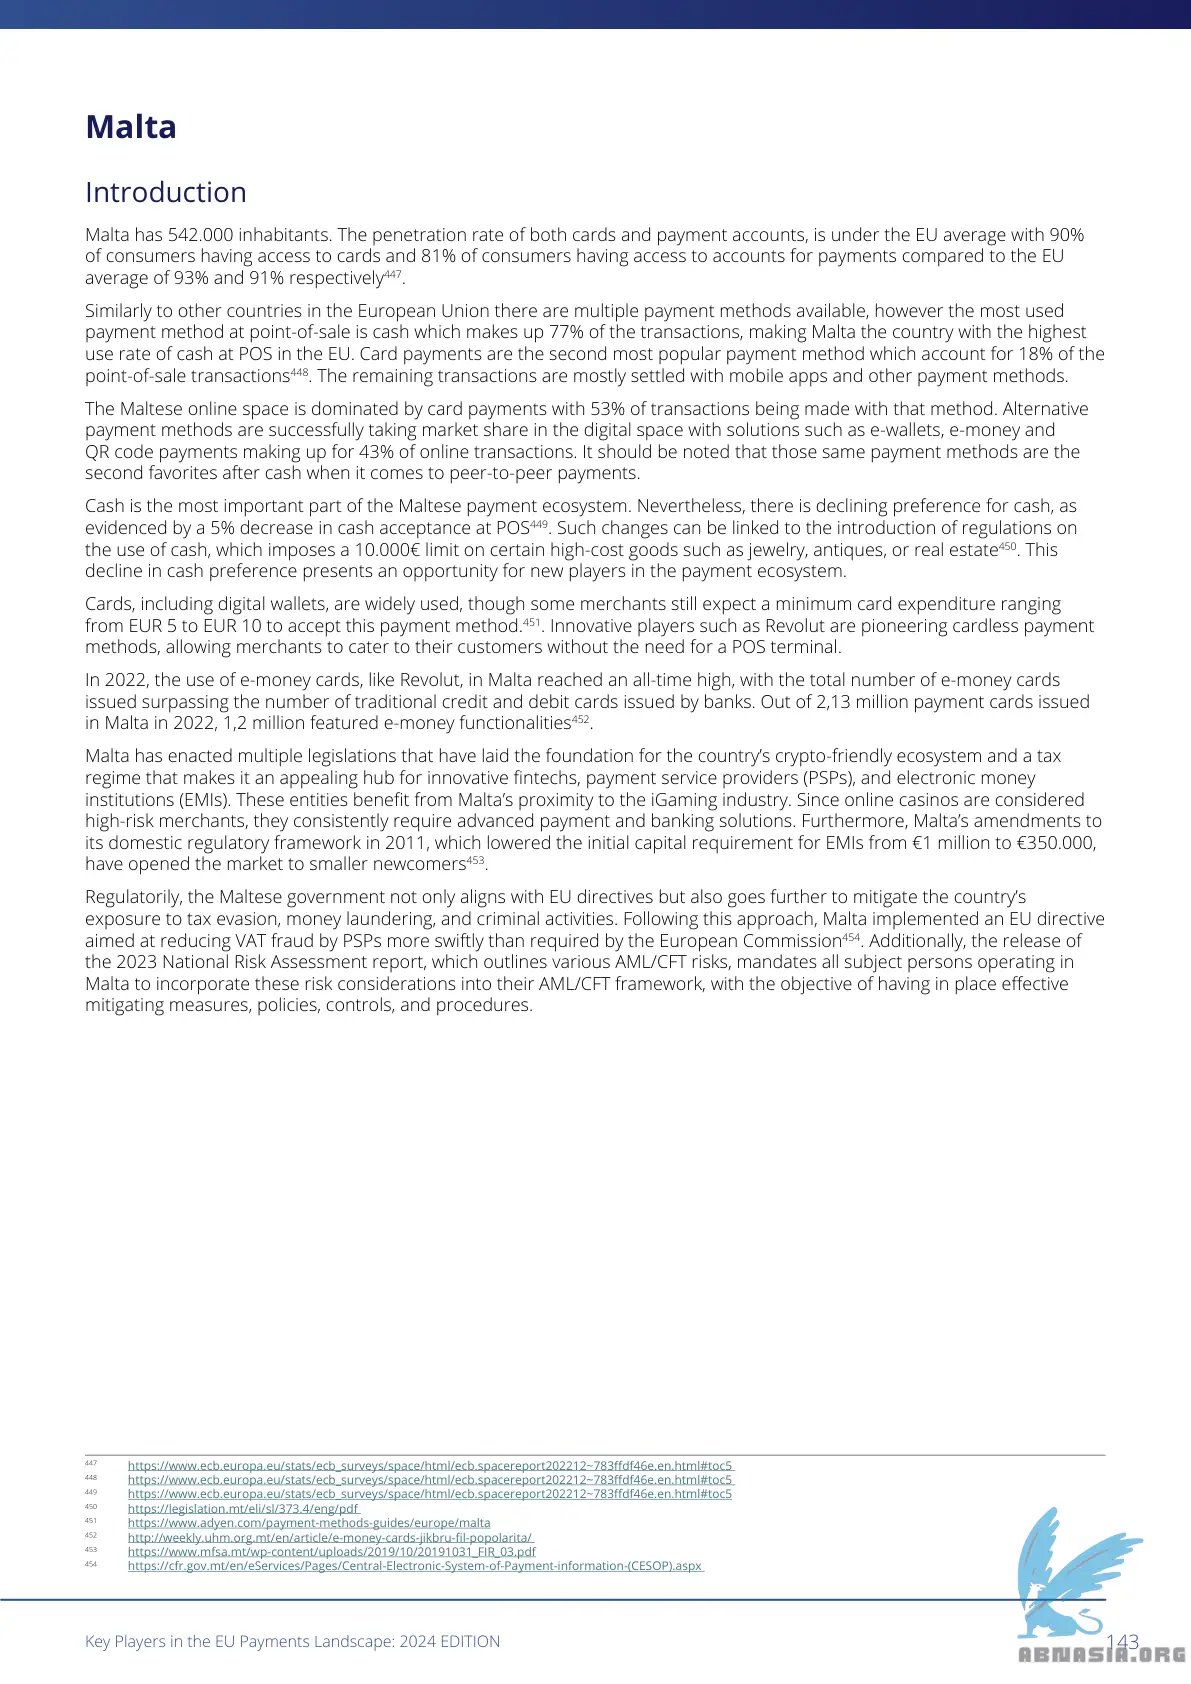 Malta
Introduction
Malta has 542.000 inhabitants. The penetration rate of both cards and payment accounts, is under the EU average with 90%
of consumers having access to cards and 81% of consumers having access to accounts for payments compared to the EU
average of 93% and 91% respectively447.
Similarly to other countries in the European Union there are multiple payment methods available, however the most used
payment method at point-of-sale is cash which makes up 77% of the transactions, making Malta the country with the highest
use rate of cash at POS in the EU. Card payments are the second most popular payment method which account for 18% of the
point-of-sale transactions448. The remaining transactions are mostly settled with mobile apps and other payment methods.
The Maltese online space is dominated by card payments with 53% of transactions being made with that method. Alternative
payment methods are successfully taking market share in the digital space with solutions such as e-wallets, e-money and
QR code payments making up for 43% of online transactions. It should be noted that those same payment methods are the
second favorites after cash when it comes to peer-to-peer payments.
Cash is the most important part of the Maltese payment ecosystem. Nevertheless, there is declining preference for cash, as
evidenced by a 5% decrease in cash acceptance at POS449. Such changes can be linked to the introduction of regulations on
the use of cash, which imposes a 10.000€ limit on certain high-cost goods such as jewelry, antiques, or real estate450. This
decline in cash preference presents an opportunity for new players in the payment ecosystem.
Cards, including digital wallets, are widely used, though some merchants still expect a minimum card expenditure ranging
from EUR 5 to EUR 10 to accept this payment method.451. Innovative players such as Revolut are pioneering cardless payment
methods, allowing merchants to cater to their customers without the need for a POS terminal.
In 2022, the use of e-money cards, like Revolut, in Malta reached an all-time high, with the total number of e-money cards
issued surpassing the number of traditional credit and debit cards issued by banks. Out of 2,13 million payment cards issued
in Malta in 2022, 1,2 million featured e-money functionalities452.
Malta has enacted multiple legislations that have laid the foundation for the country's crypto-friendly ecosystem and a tax
regime that makes it an appealing hub for innovative fintechs, payment service providers (PSPs), and electronic money
institutions (EMIs). These entities benefit from Malta's proximity to the iGaming industry. Since online casinos are considered
high-risk merchants, they consistently require advanced payment and banking solutions. Furthermore, Malta's amendments to
its domestic regulatory framework in 2011, which lowered the initial capital requirement for EMIs from €1 million to €350.000,
have opened the market to smaller newcomers453.
Regulatorily, the Maltese government not only aligns with EU directives but also goes further to mitigate the country's
exposure to tax evasion, money laundering, and criminal activities. Following this approach, Malta implemented an EU directive
aimed at reducing VAT fraud by PSPs more swiftly than required by the European Commission454. Additionally, the release of
the 2023 National Risk Assessment report, which outlines various AML/CFT risks, mandates all subject persons operating in
Malta to incorporate these risk considerations into their AML/CFT framework, with the objective of having in place effective
mitigating measures, policies, controls, and procedures.
447 https://www.ecb.europa.eu/stats/ecb_surveys/space/html/ecb.spacereport202212~783ffdf46e.en.html#toc5
448 https://www.ecb.europa.eu/stats/ecb_surveys/space/html/ecb.spacereport202212~783ffdf46e.en.html#toc5
449 https://www.ecb.europa.eu/stats/ecb_surveys/space/html/ecb.spacereport202212~783ffdf46e.en.html#toc5
450 https://legislation.mt/eli/sl/373.4/eng/pdf
451 https://www.adyen.com/payment-methods-guides/europe/malta
452 http://weekly.uhm.org.mt/en/article/e-money-cards-jikbru-fil-popolarita/
453 https://www.mfsa.mt/wp-content/uploads/2019/10/20191031_FIR_03.pdf
454 https://cfr.gov.mt/en/eServices/Pages/Central-Electronic-System-of-Payment-information-(CESOP).aspx
Key Players in the EU Payments Landscape: 2024 EDITION
143
ABNASIA.ORG